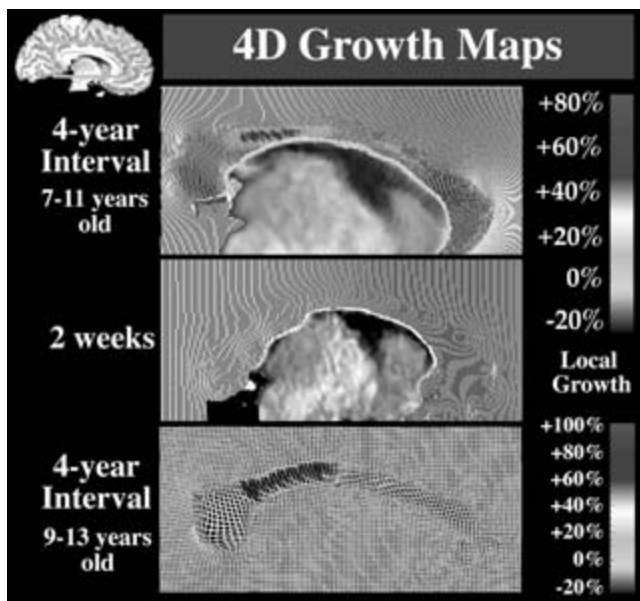 4D Growth Maps
4-year
Interval
7-11 years
old
+80%
+60%
+40%
+20%
0%
-20%
2 weeks
Local
Growth
4-year
Interval
9-13 years
old
+100%
+80%
+60%
+40%
+20%
0%
-20%